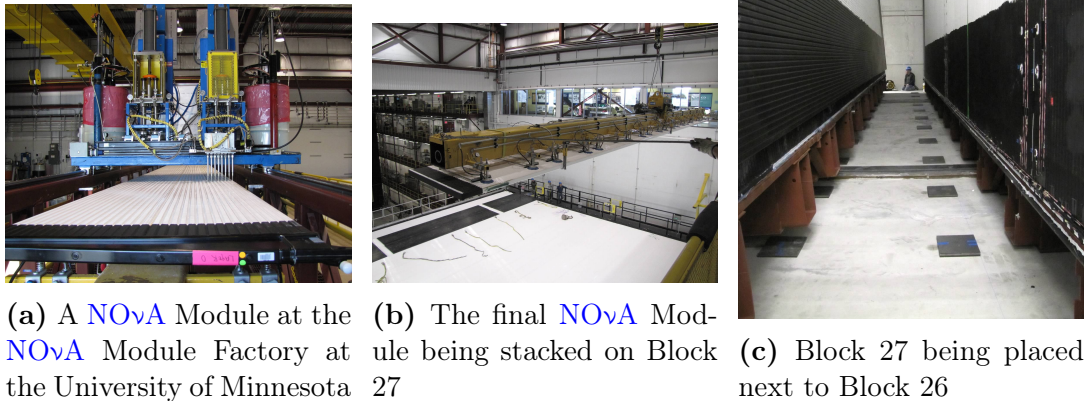 (a) A NOνA Module at the
NOνA Module Factory at
the University of Minnesota
(b) The final NOνA Mod-
ule being stacked on Block
27
(c) Block 27 being placed
next to Block 26